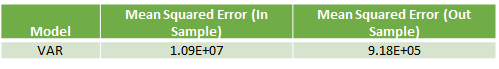 Model
Mean Squared Error (In
Sample)
Mean Squared Error (Out
Sample)
VAR
1.09E+07
9.18E+05